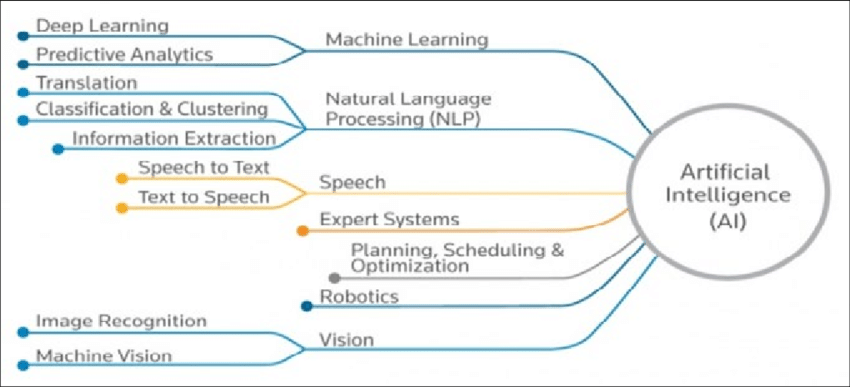 Deep Learning
Machine Learning
Predictive Analytics
Translation
Natural Language
Processing (NLP)
Classification & Clustering
Information Extraction
Speech to Text
Speech
Text to Speech
Expert Systems
Planning, Scheduling &
Optimization
Robotics
Image Recognition
Vision
Machine Vision
Artificial
Intelligence
(AI)